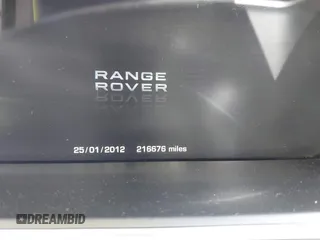 RANGE
ROVER
25/01/2012 216676 miles
DREAMBID